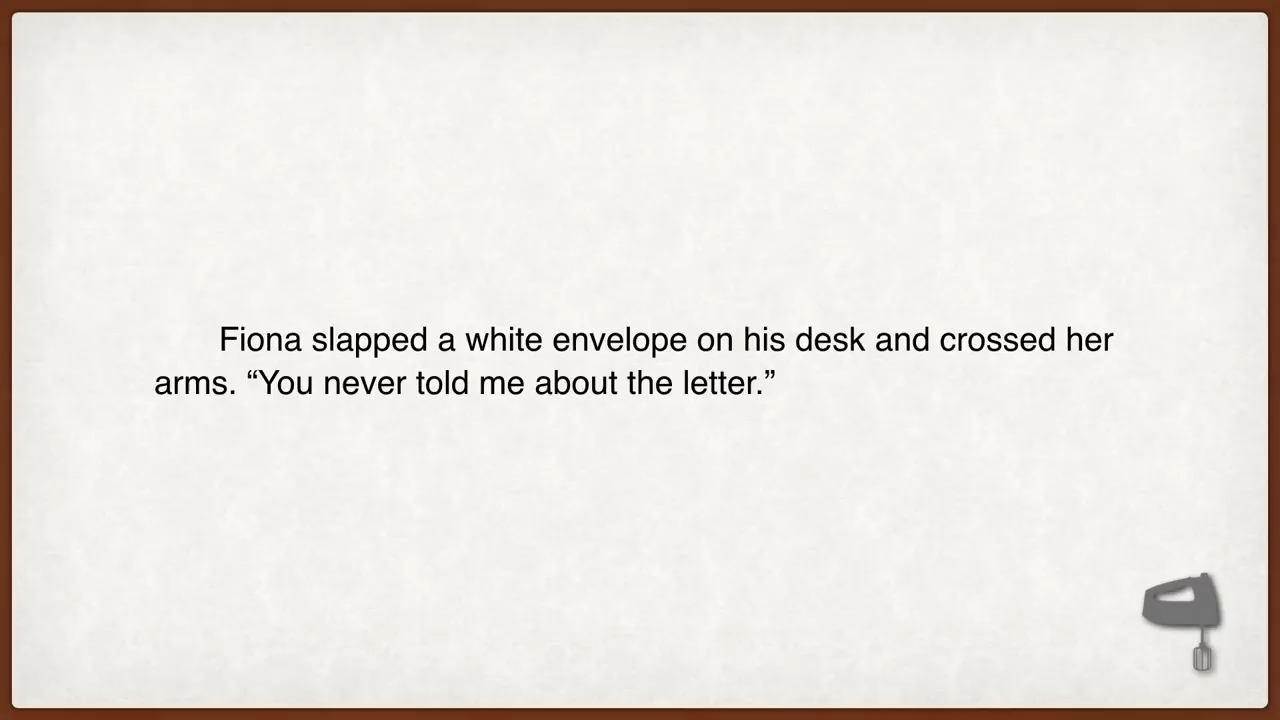 Fiona slapped a white envelope on his desk and crossed her
arms. “You never told me about the letter.”